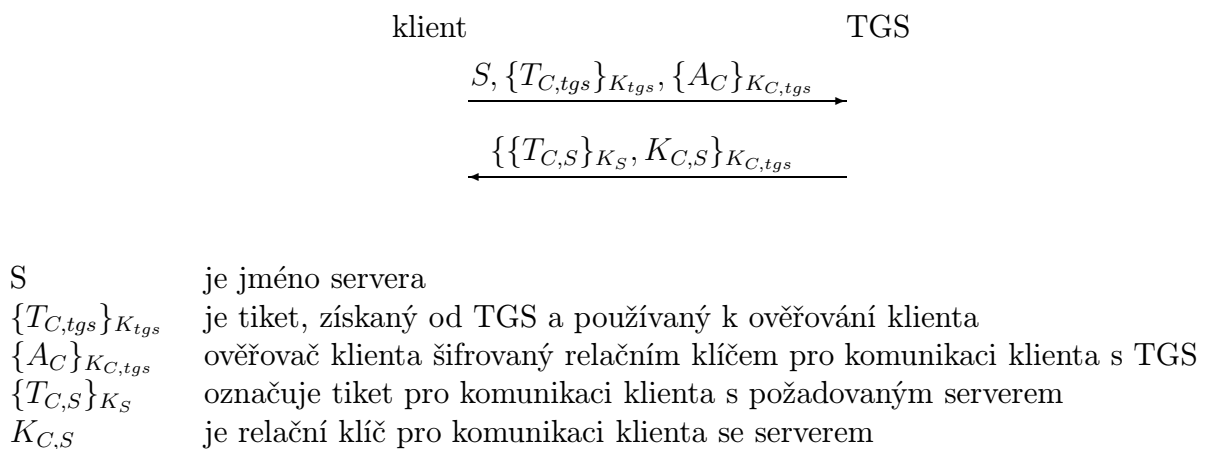 klient TGS
$S, \{T_{C,tgs}\}_{K_{tgs}}, \{A_C\}_{K_{C,tgs}}$
$\{\{T_{C,S}\}_{K_S}, K_{C,S}\}_{K_{C,tgs}}$
S je jméno servera
$\{T_{C,tgs}\}_{K_{tgs}}$ je tiket, získaný od TGS a používaný k ověřování klienta
$\{A_C\}_{K_{C,tgs}}$ ověřovač klienta šifrovaný relačním klíčem pro komunikaci klienta s TGS
$\{T_{C,S}\}_{K_S}$ označuje tiket pro komunikaci klienta s požadovaným serverem
$K_{C,S}$ je relační klíč pro komunikaci klienta se serverem